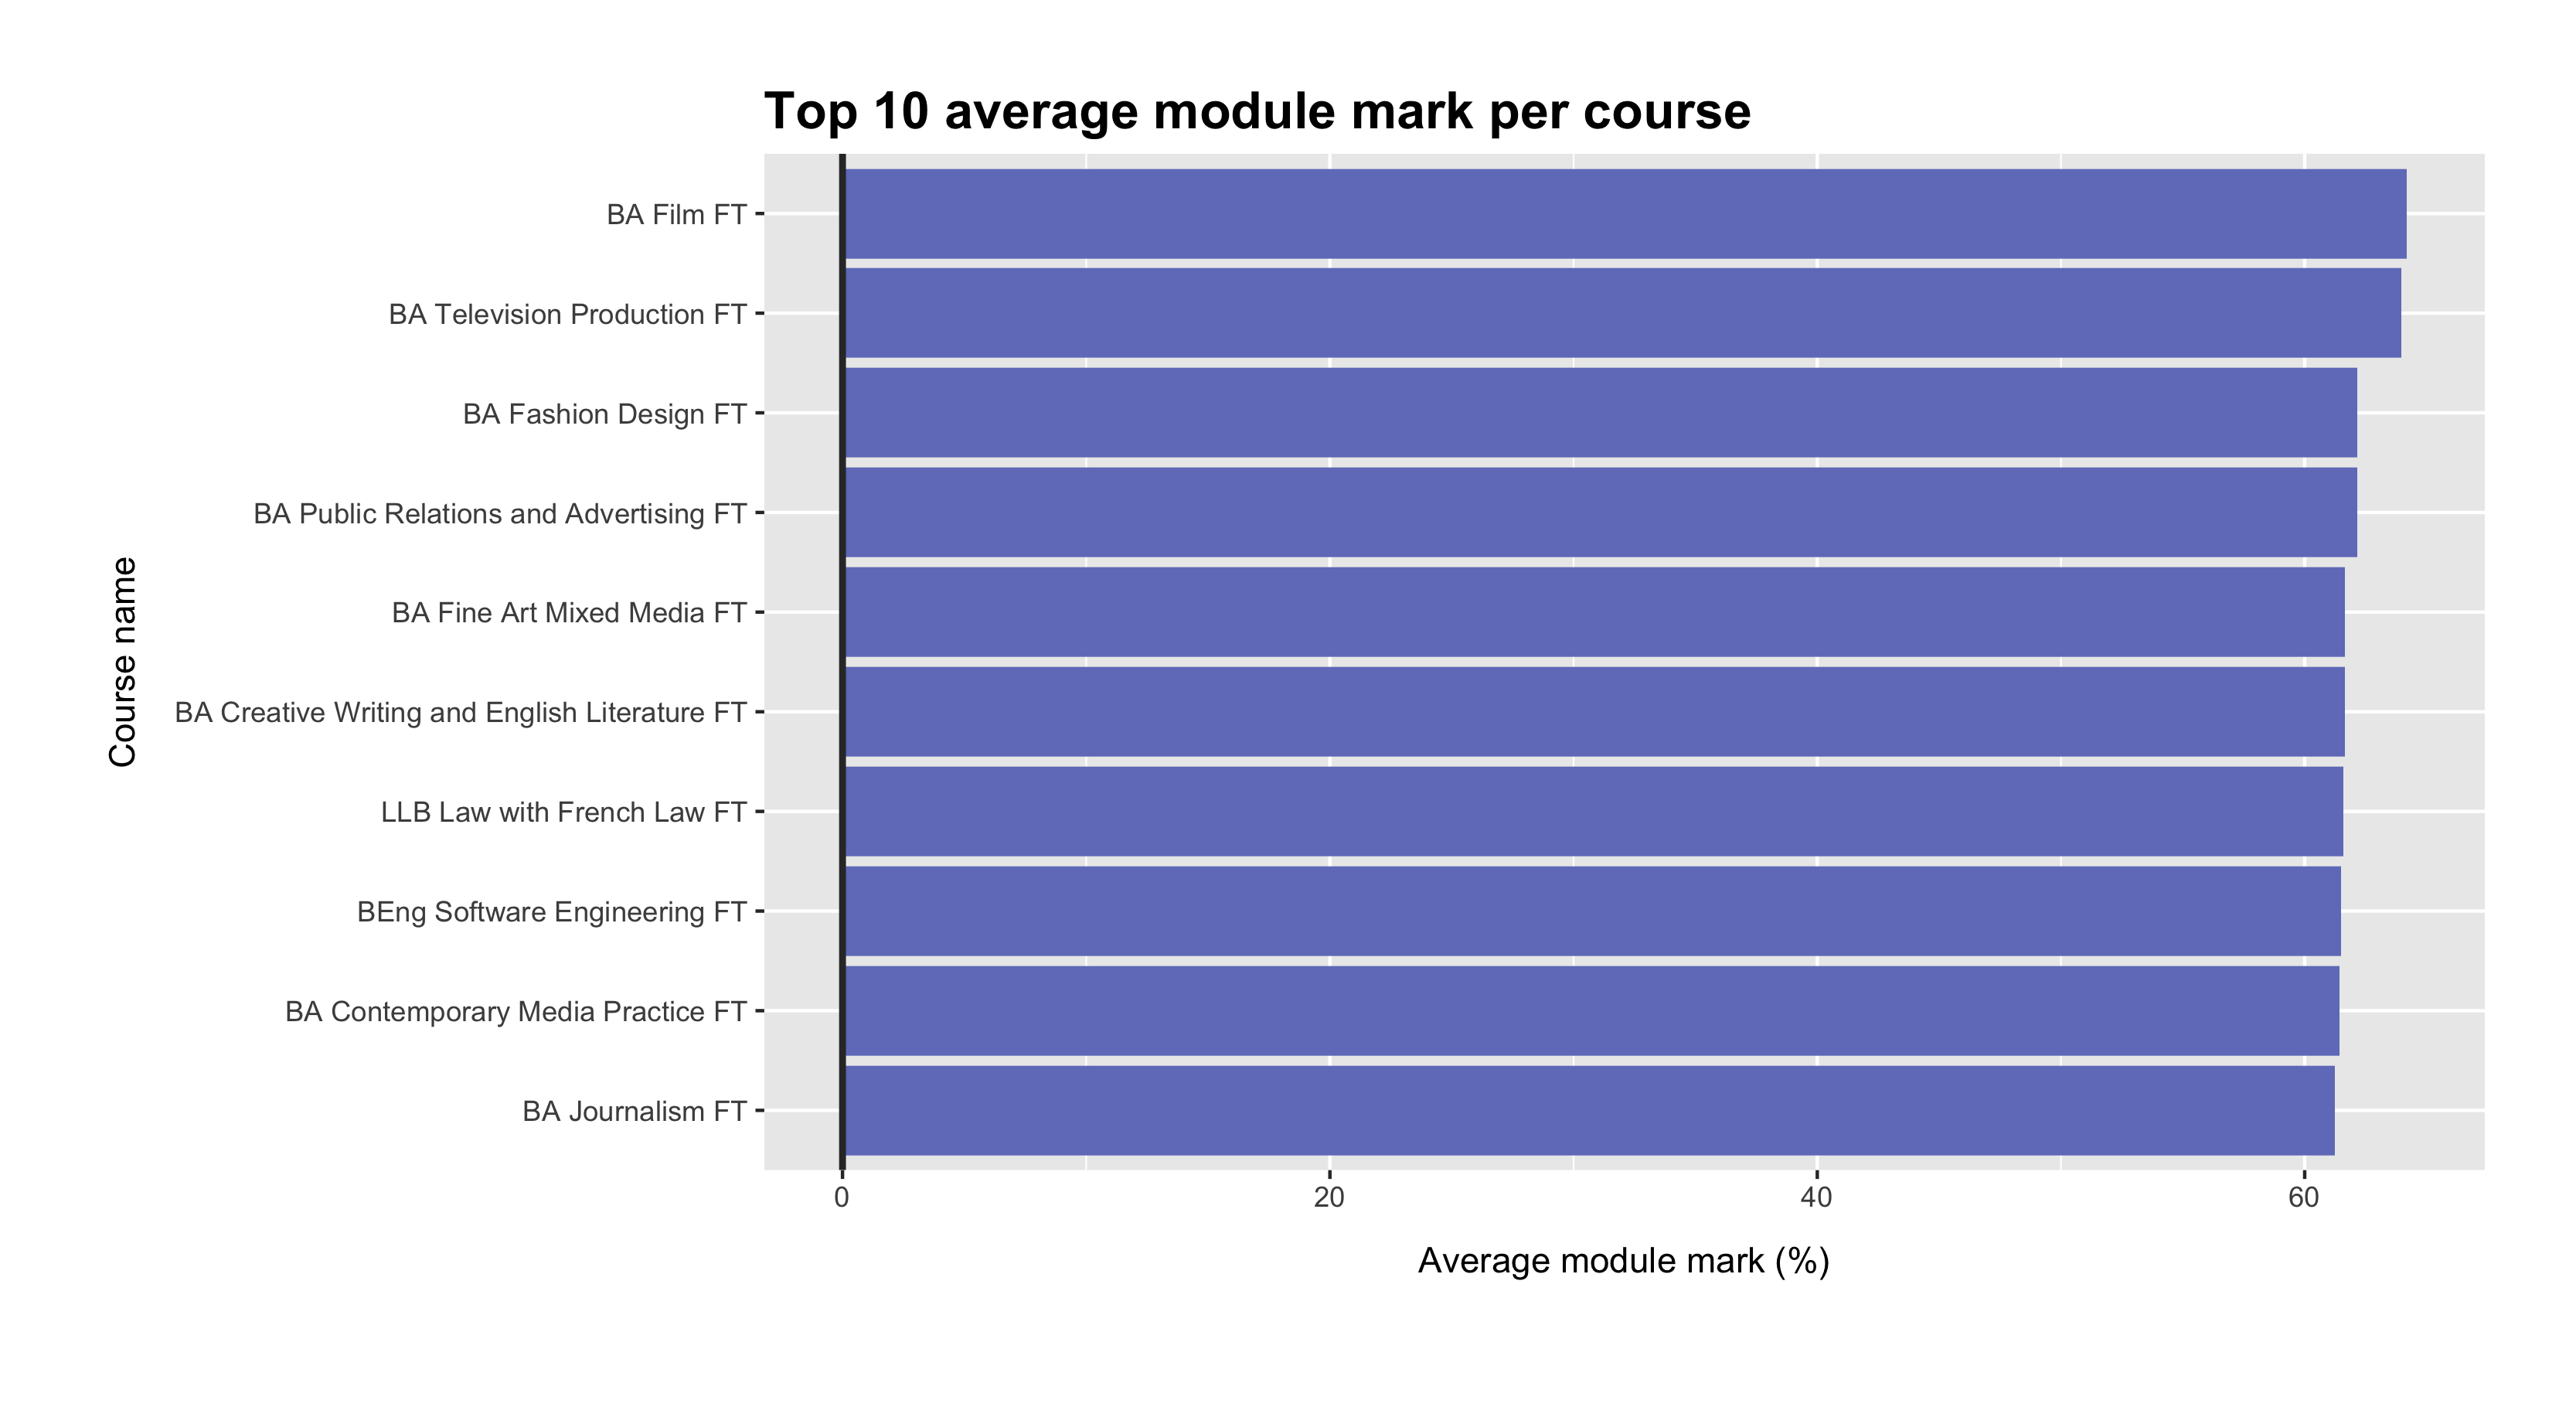 Top 10 average module mark per course
BA Film FT
BA Television Production FT
BA Fashion Design FT
BA Public Relations and Advertising FT
BA Fine Art Mixed Media FT
BA Creative Writing and English Literature FT
LLB Law with French Law FT
BEng Software Engineering FT
BA Contemporary Media Practice FT
BA Journalism FT
Course name
0 20 40 60
Average module mark (%)